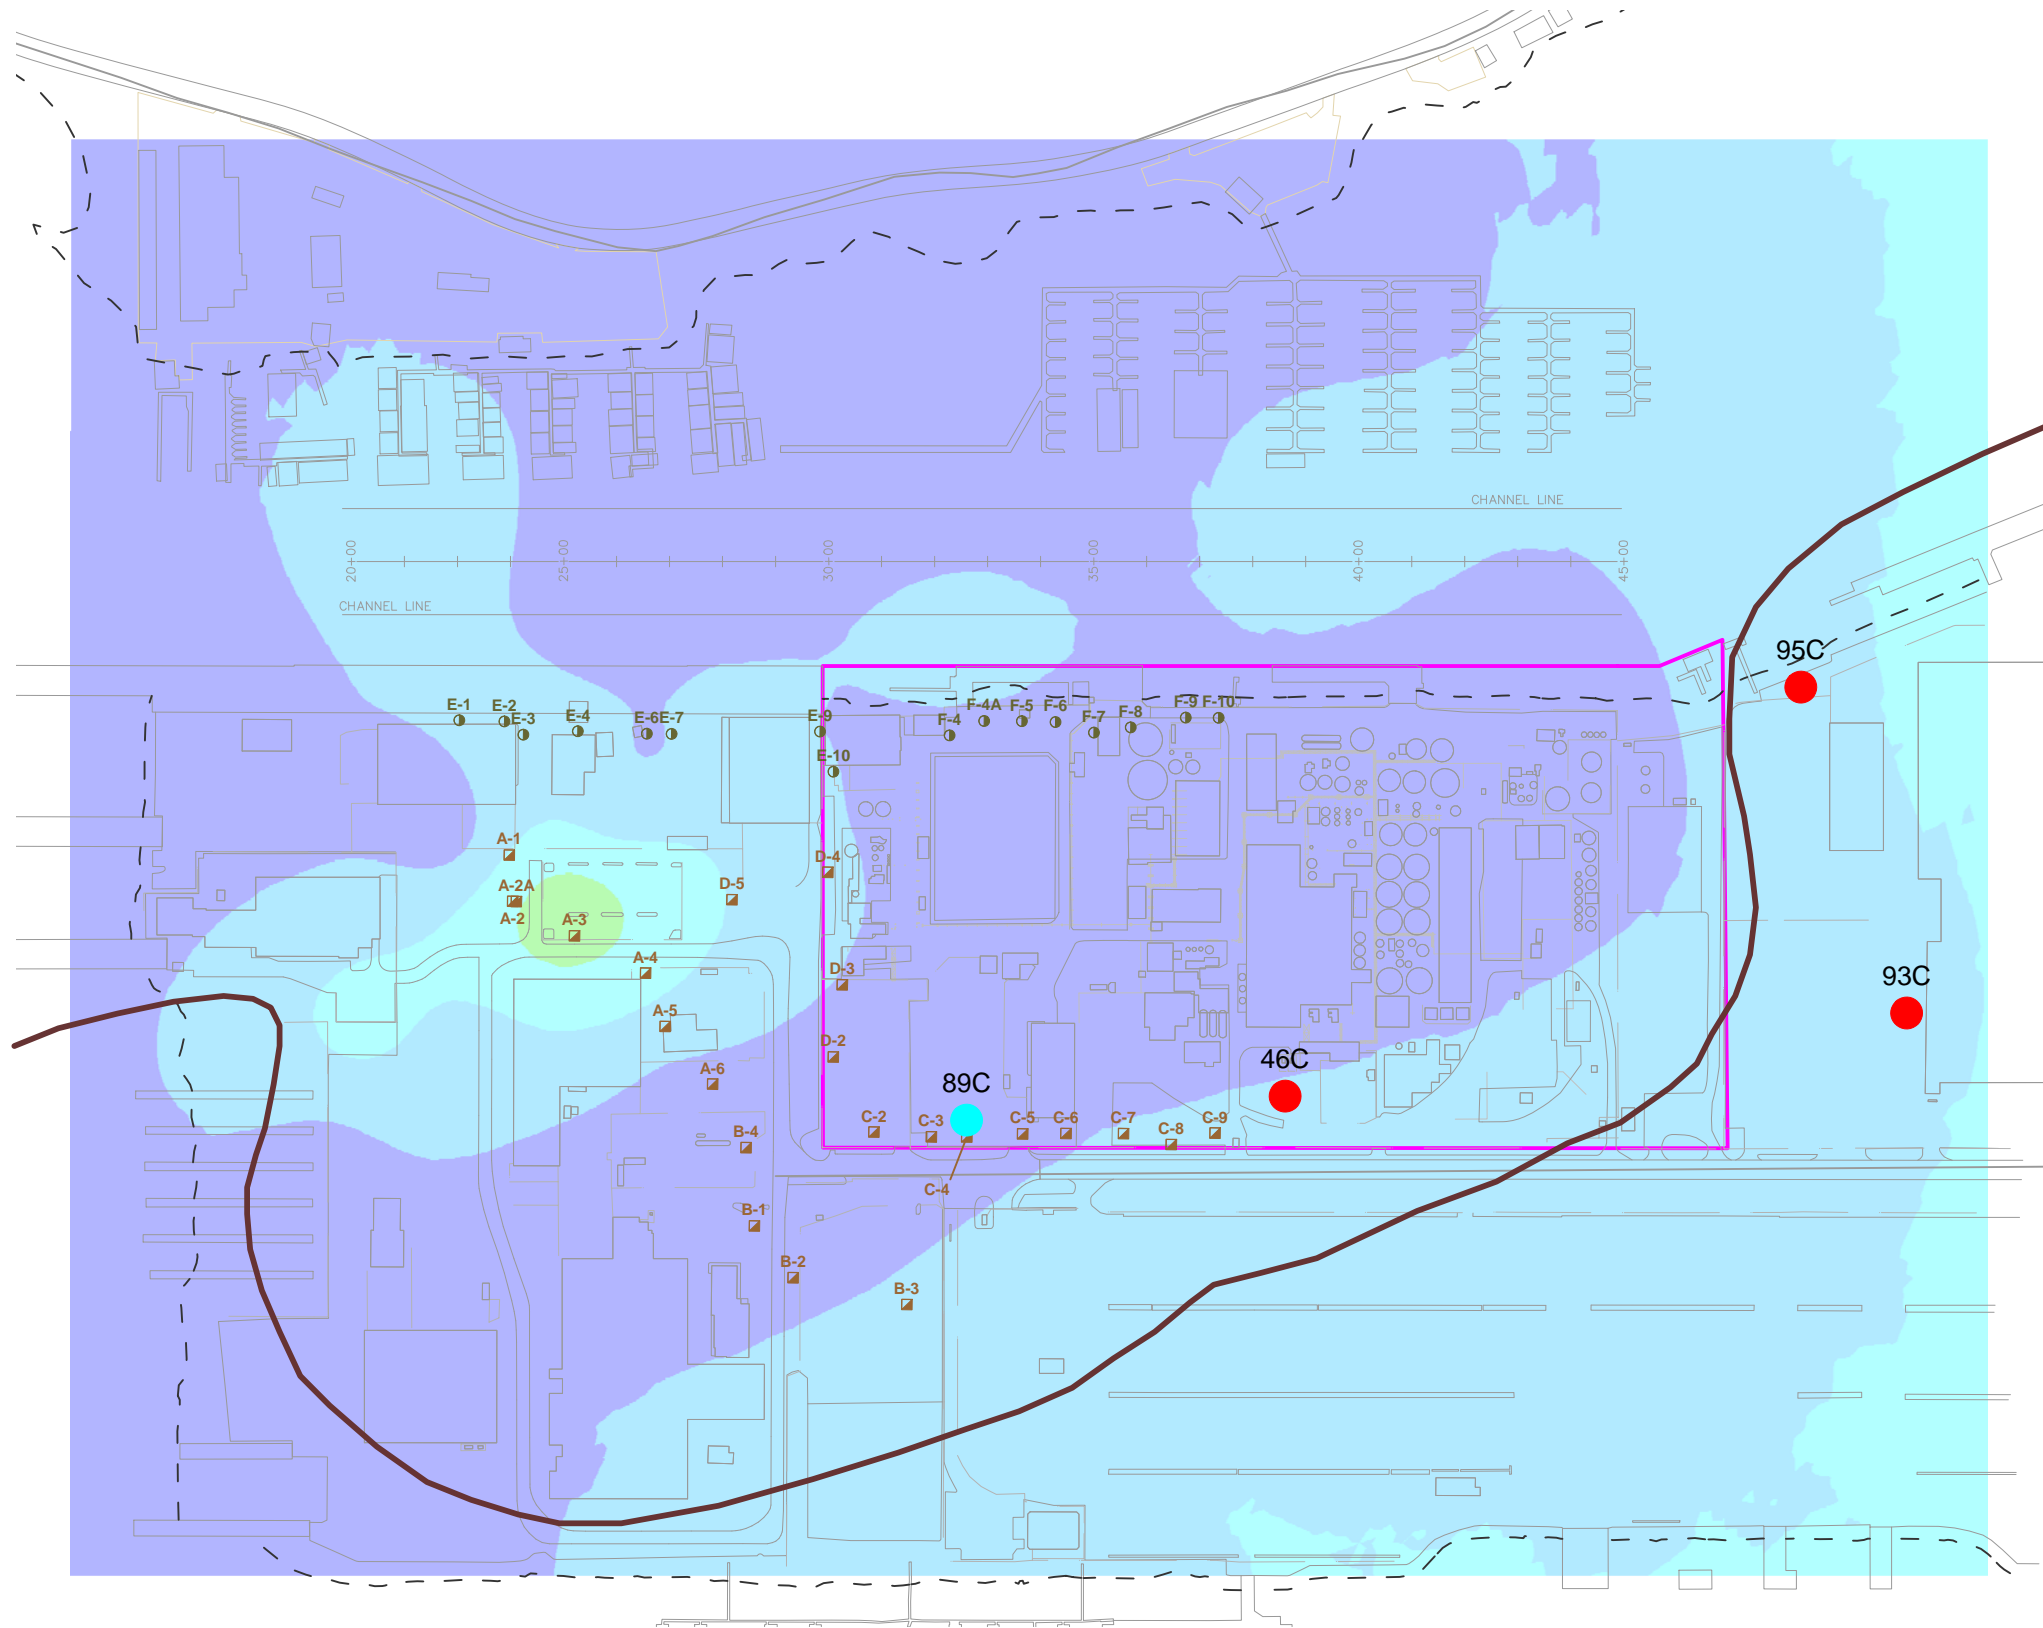 CHANNEL LINE
20+00
25+00
30+00
35+00
40+00
45+00
CHANNEL LINE
95C
E-1
E-2
E-3
E-4
E-6
E-7
E-9
E-10
F-4
F-4A
F-5
F-6
F-7
F-8
F-9
F-10
A-1
D-4
A-2A
A-2
A-3
D-5
A-4
D-3
93C
A-5
D-2
46C
A-6
89C
C-2
C-3
C-5
C-6
C-7
C-8
C-9
B-4
C-4
B-1
B-2
B-3